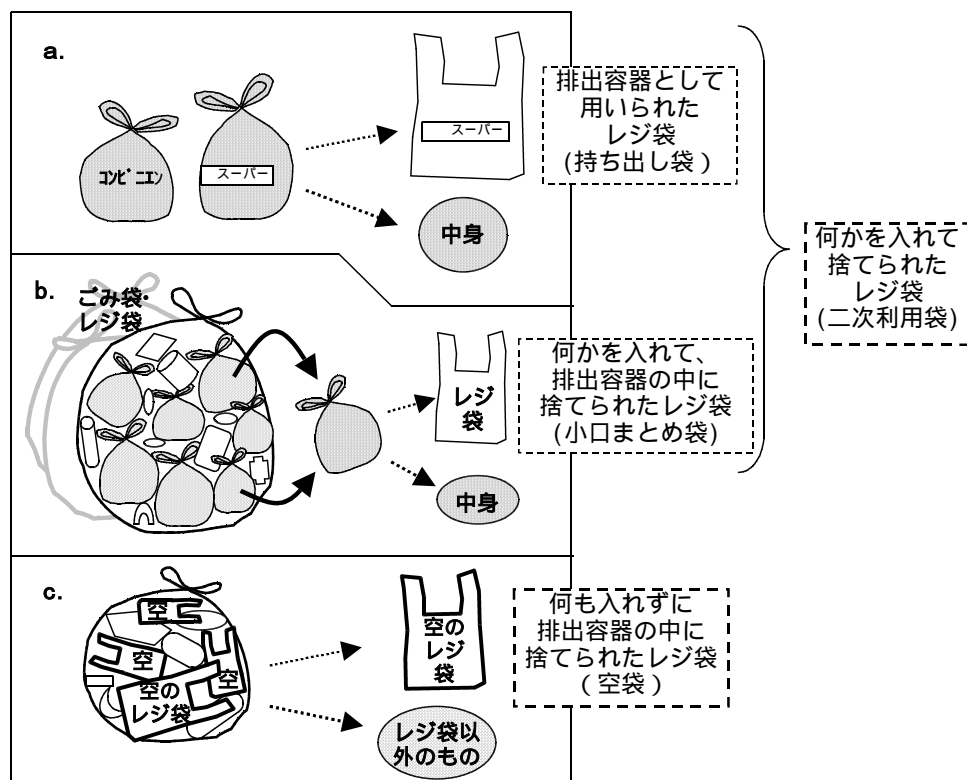 a.
コンビニエン
スーパー
スーパー
中身
排出容器として
用いられた
レジ袋
(持ち出し袋)
何かを入れて
捨てられた
レジ袋
(二次利用袋)
b.
ごみ袋・
レジ袋
レジ
袋
中身
何かを入れて、
排出容器の中に
捨てられたレジ袋
(小口まとめ袋)
c.
空
空
空
空の
レジ袋
空の
レジ
袋
レジ袋以
外のもの
何も入れずに
排出容器の中に
捨てられたレジ袋
(空袋)